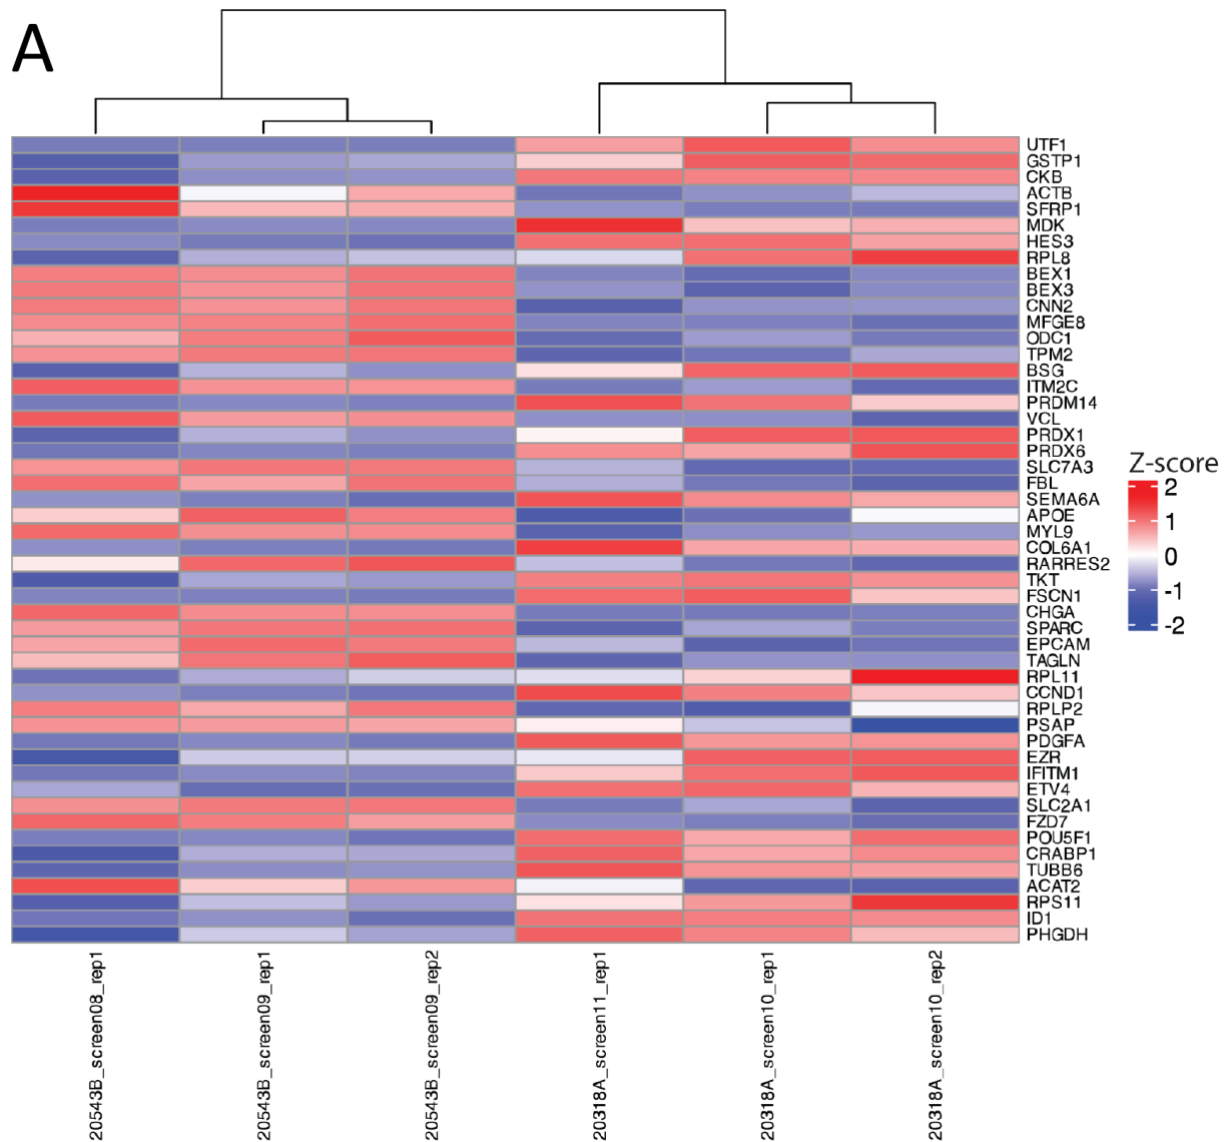 A
UTF1
GSTP1
CKB
ACTB
SFRP1
MDK
HES3
RPL8
BEX1
BEX3
CNN2
MFGE8
ODC1
TPM2
BSG
ITM2C
PRDM14
VCL
PRDX1
PRDX6
SLC7A3
FBL
SEMA6A
APOE
MYL9
COL6A1
RARRES2
TKT
FSCN1
CHGA
SPARC
EPCAM
TAGLN
RPL11
CCND1
RPLP2
PSAP
PDGFA
EZR
IFITM1
ETV4
SLC2A1
FZD7
POU5F1
CRABP1
TUBB6
ACAT2
RPS11
ID1
PHGDH
Z-score
2
1
0
-1
-2
20543B_screen08_rep1
20543B_screen09_rep1
20543B_screen09_rep2
20318A_screen11_rep1
20318A_screen10_rep1
20318A_screen10_rep2